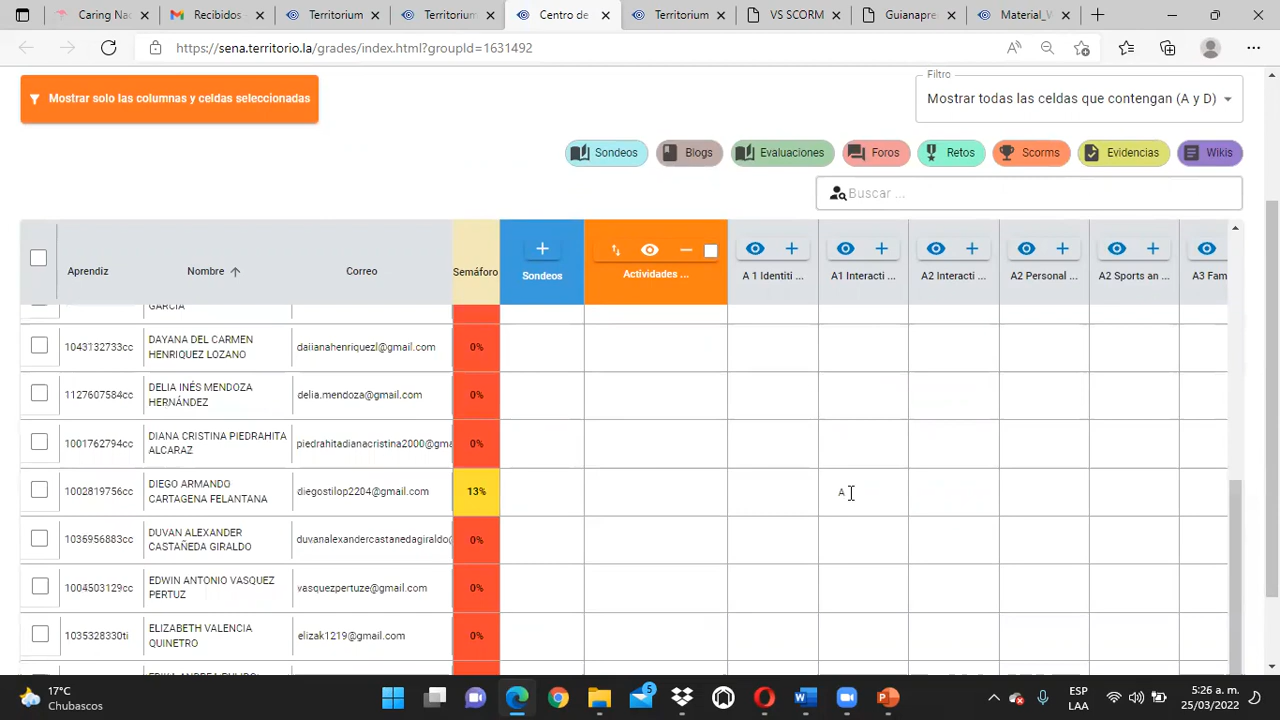 Caring Na
Recibidos -
Territorium
Territorium
Centro de
Territorium
VS SCORM
Guianapre
Material_V
https://sena.territorio.la/grades/index.html?groupId=1631492
Mostrar solo las columnas y celdas seleccionadas
Filtro
Mostrar todas las celdas que contengan (A y D)
Sondeos
Blogs
Evaluaciones
Foros
Retos
Scorms
Evidencias
Wikis
Buscar ...
Aprendiz
Nombre
Correo
Semáforo
Sondeos
Actividades ...
A 1 Identiti ...
A1 Interacti ...
A2 Interacti ...
A2 Personal ...
A2 Sports an ...
A3 Fam
GARCIA
1043132733cc
DAYANA DEL CARMEN
HENRIQUEZ LOZANO
daiianahenriquezl@gmail.com
0%
1127607584cc
DELIA INÉS MENDOZA
HERNÁNDEZ
delia.mendoza@gmail.com
0%
1001762794cc
DIANA CRISTINA PIEDRAHITA
ALCARAZ
piedrahitadianacristina2000@gma
0%
1002819756cc
DIEGO ARMANDO
CARTAGENA FELANTANA
diegostilop2204@gmail.com
13%
A
1036956883cc
DUVAN ALEXANDER
CASTAÑEDA GIRALDO
duvanalexandercastanedagiraldo@
0%
1004503129cc
EDWIN ANTONIO VASQUEZ
PERTUZ
vasquezpertuze@gmail.com
0%
1035328330ti
ELIZABETH VALENCIA
QUINETRO
elizak1219@gmail.com
0%
17°C
Chubascos
5
ESP
LAA
5:26 a. m.
25/03/2022